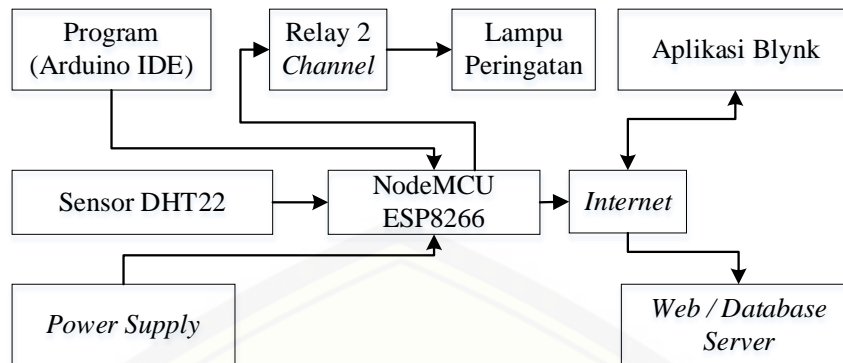 Program
(Arduino IDE)
Relay 2
Channel
Lampu
Peringatan
Aplikasi Blynk
Sensor DHT22
NodeMCU
ESP8266
Internet
Power Supply
Web / Database
Server